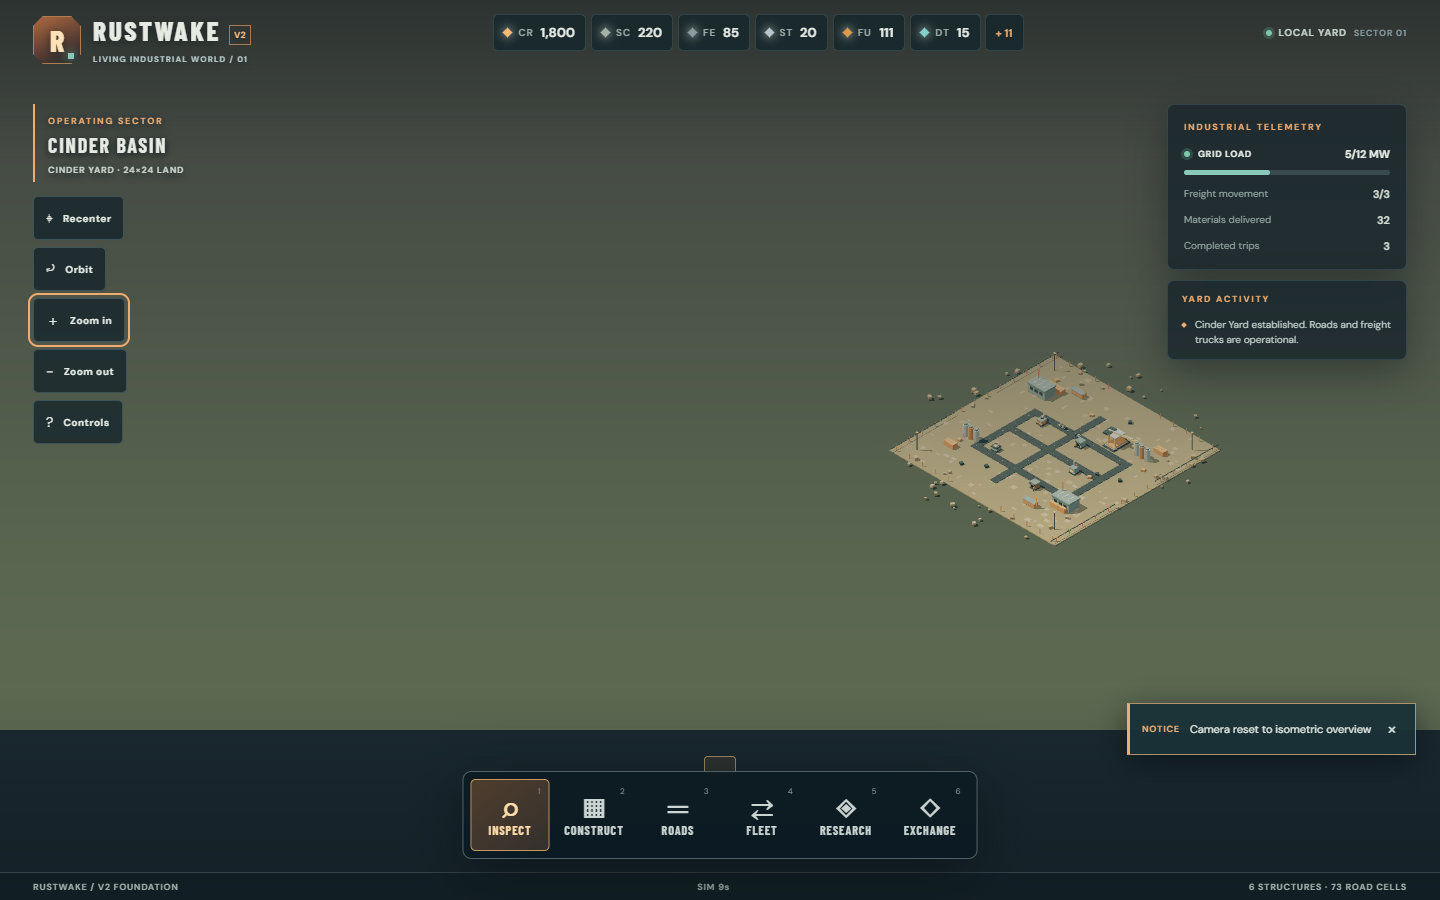 R
RUSTWAKE V2
LIVING INDUSTRIAL WORLD / 01
CR 1,800
SC 220
FE 85
ST 20
FU 111
DT 15
+ 11
LOCAL YARD SECTOR 01
OPERATING SECTOR
CINDER BASIN
CINDER YARD · 24×24 LAND
Recenter
Orbit
+ Zoom in
− Zoom out
? Controls
INDUSTRIAL TELEMETRY
GRID LOAD 5/12 MW
Freight movement 3/3
Materials delivered 32
Completed trips 3
YARD ACTIVITY
Cinder Yard established. Roads and freight
trucks are operational.
NOTICE Camera reset to isometric overview ×
1 INSPECT
2 CONSTRUCT
3 ROADS
4 FLEET
5 RESEARCH
6 EXCHANGE
RUSTWAKE / V2 FOUNDATION
SIM 9s
6 STRUCTURES · 73 ROAD CELLS